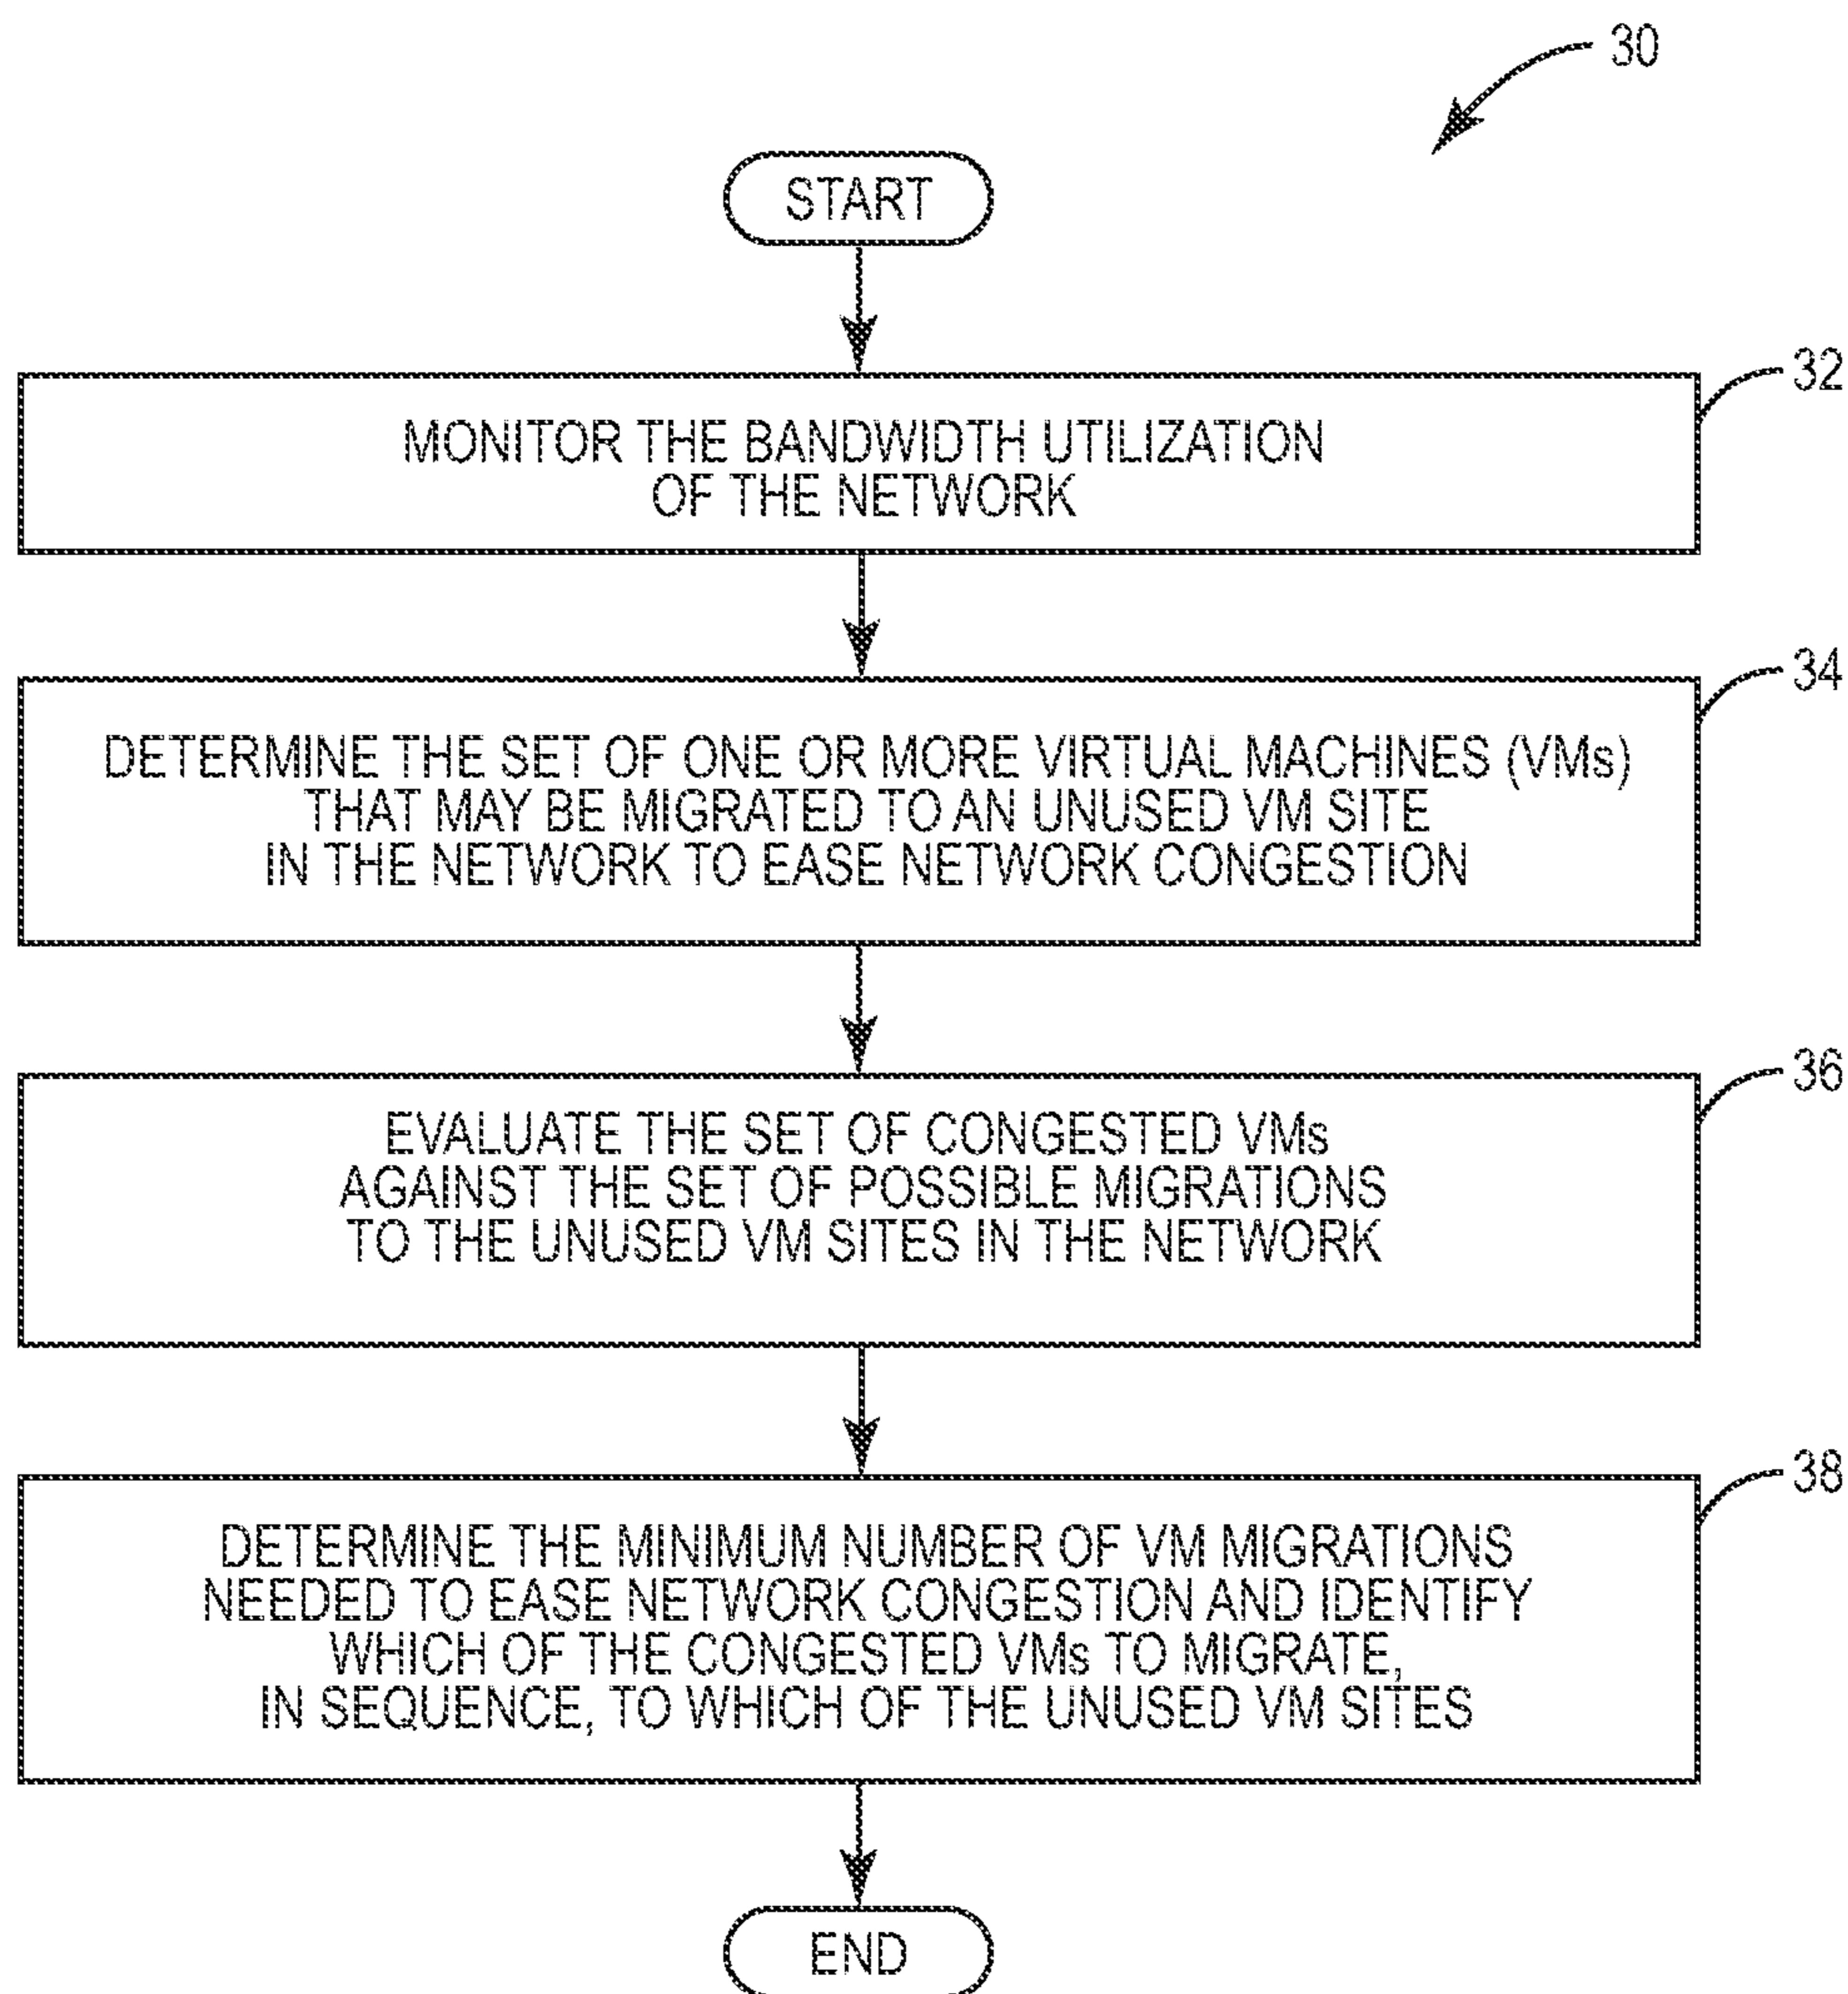 30
START
32
MONITOR THE BANDWIDTH UTILIZATION
OF THE NETWORK
34
DETERMINE THE SET OF ONE OR MORE VIRTUAL MACHINES (VMs)
THAT MAY BE MIGRATED TO AN UNUSED VM SITE
IN THE NETWORK TO EASE NETWORK CONGESTION
36
EVALUATE THE SET OF CONGESTED VMs
AGAINST THE SET OF POSSIBLE MIGRATIONS
TO THE UNUSED VM SITES IN THE NETWORK
38
DETERMINE THE MINIMUM NUMBER OF VM MIGRATIONS
NEEDED TO EASE NETWORK CONGESTION AND IDENTIFY
WHICH OF THE CONGESTED VMs TO MIGRATE,
IN SEQUENCE, TO WHICH OF THE UNUSED VM SITES
END